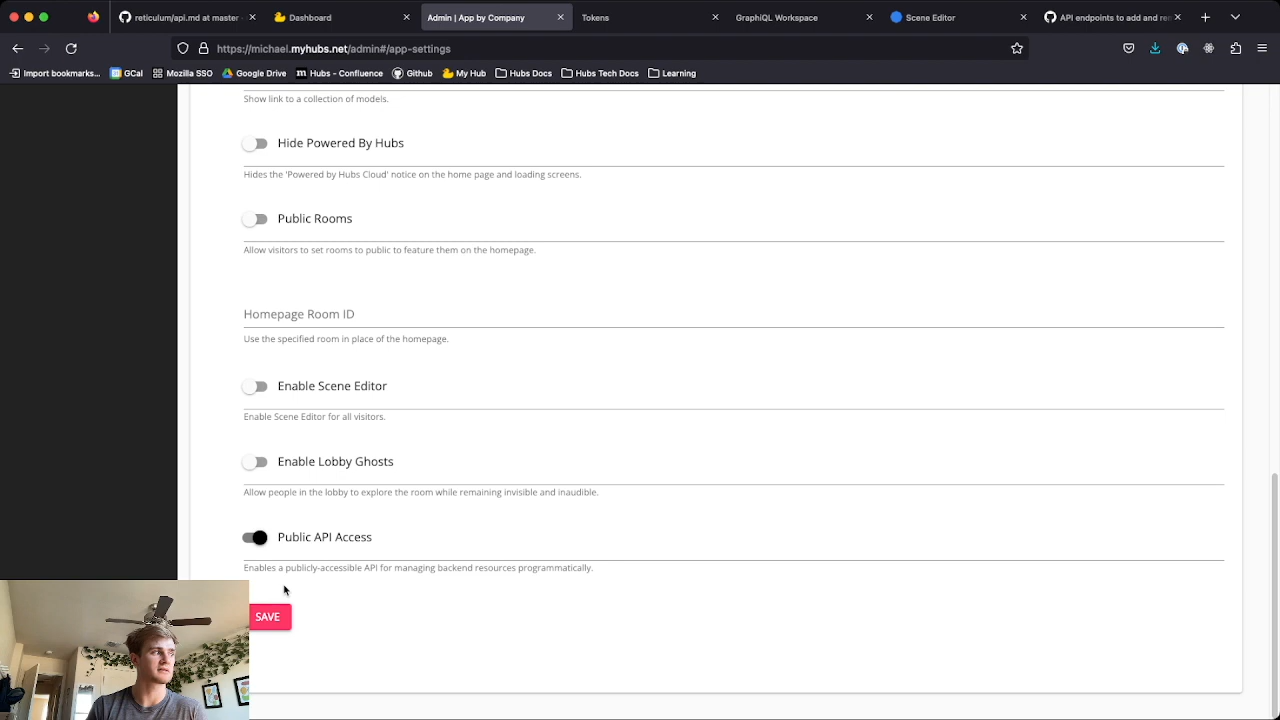 reticulum/api.md at master
Dashboard
Admin | App by Company
Tokens
GraphiQL Workspace
Scene Editor
API endpoints to add and re
https://michael.myhubs.net/admin#/app-settings
Import bookmarks...
GCal
Mozilla SSO
Google Drive
Hubs - Confluence
Github
My Hub
Hubs Docs
Hubs Tech Docs
Learning
Show link to a collection of models.
Hide Powered By Hubs
Hides the 'Powered by Hubs Cloud' notice on the home page and loading screens.
Public Rooms
Allow visitors to set rooms to public to feature them on the homepage.
Homepage Room ID
Use the specified room in place of the homepage.
Enable Scene Editor
Enable Scene Editor for all visitors.
Enable Lobby Ghosts
Allow people in the lobby to explore the room while remaining invisible and inaudible.
Public API Access
Enables a publicly-accessible API for managing backend resources programmatically.
SAVE